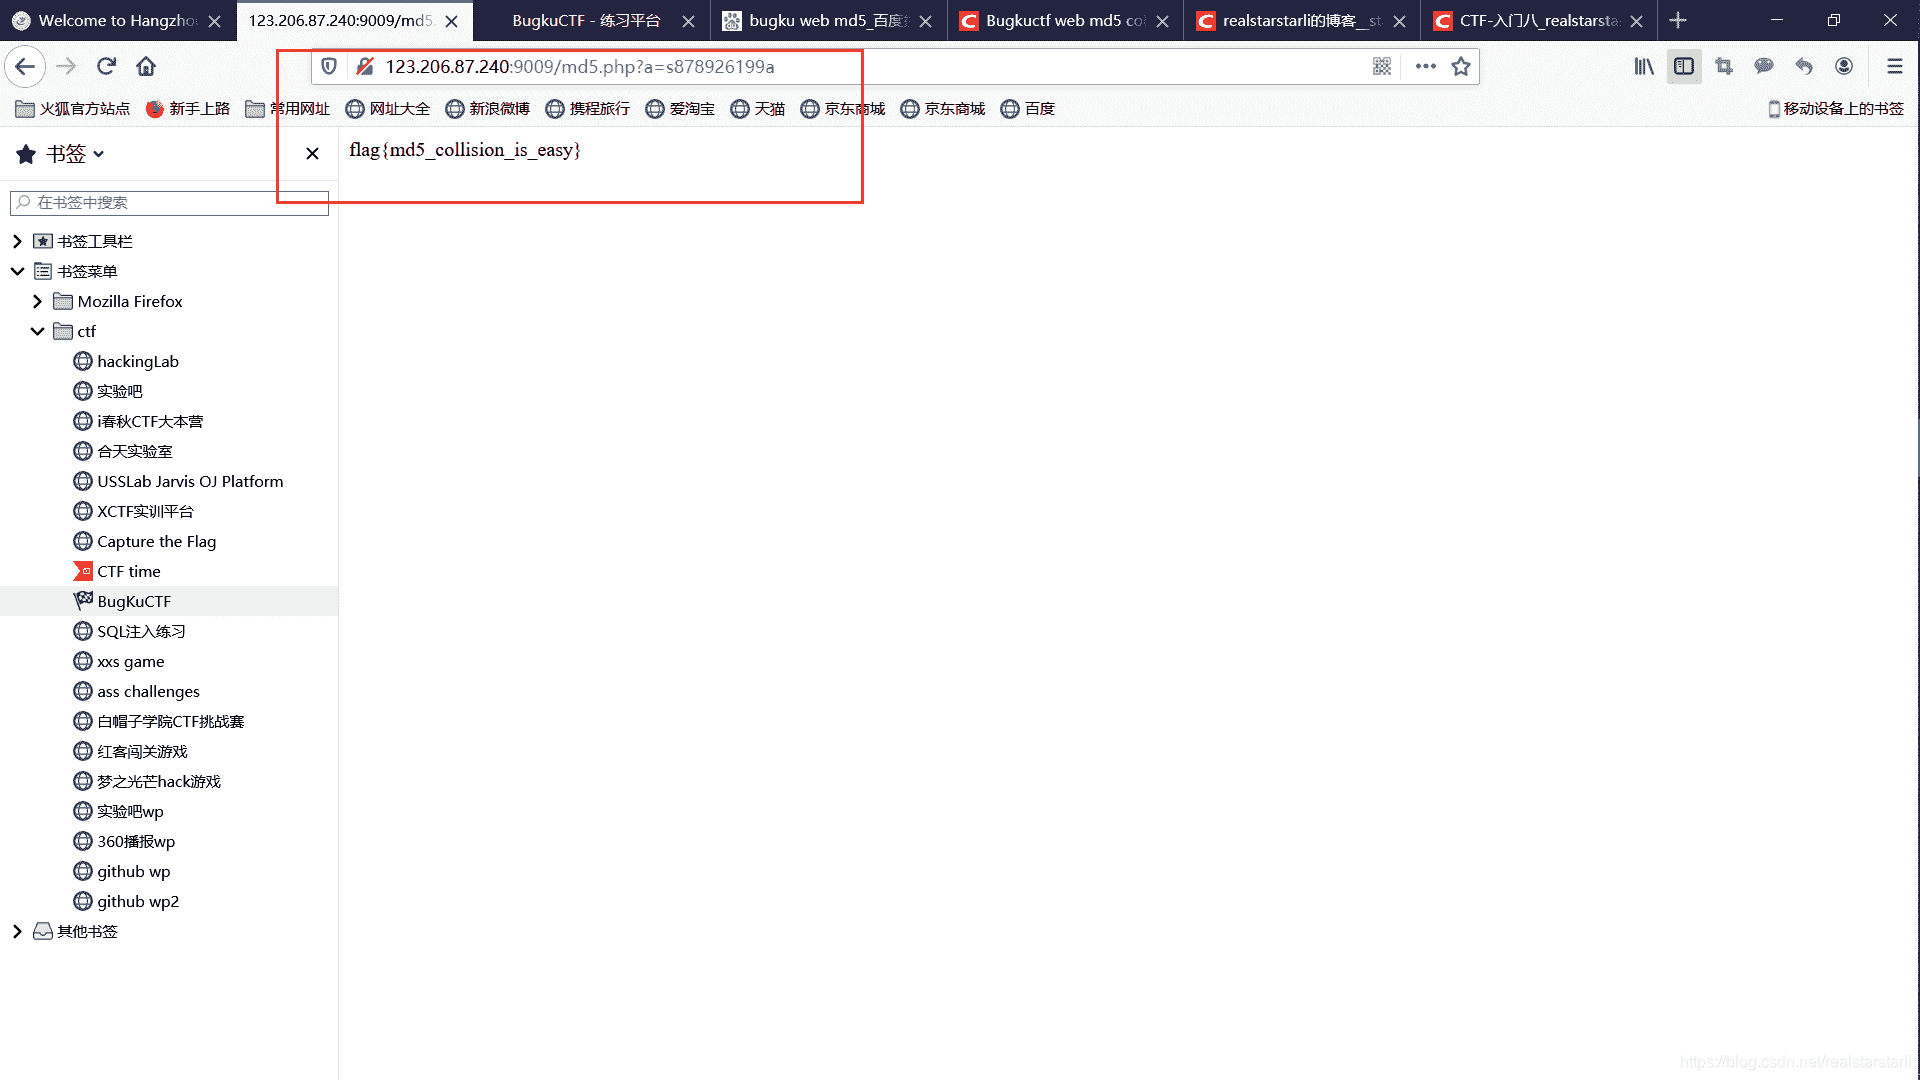 Welcome to Hangzho
123.206.87.240:9009/md5.
BugkuCTF - 练习平台
bugku web md5_百度
Bugkuctf web md5 co
realstarstarli的博客__st
CTF-入门八_realstarsta
123.206.87.240:9009/md5.php?a=s878926199a
火狐官方站点 新手上路 常用网址 网址大全 新浪微博 携程旅行 爱淘宝 天猫 京东商城 京东商城 百度 移动设备上的书签
书签
flag{md5_collision_is_easy}
在书签中搜索
书签工具栏
书签菜单
Mozilla Firefox
ctf
hackingLab
实验吧
i春秋CTF大本营
合天实验室
USSLab Jarvis OJ Platform
XCTF实训平台
Capture the Flag
CTF time
BugKuCTF
SQL注入练习
xxs game
ass challenges
白帽子学院CTF挑战赛
红客闯关游戏
梦之光芒hack游戏
实验吧wp
360播报wp
github wp
github wp2
其他书签
https://blog.csdn.net/realstarstarli